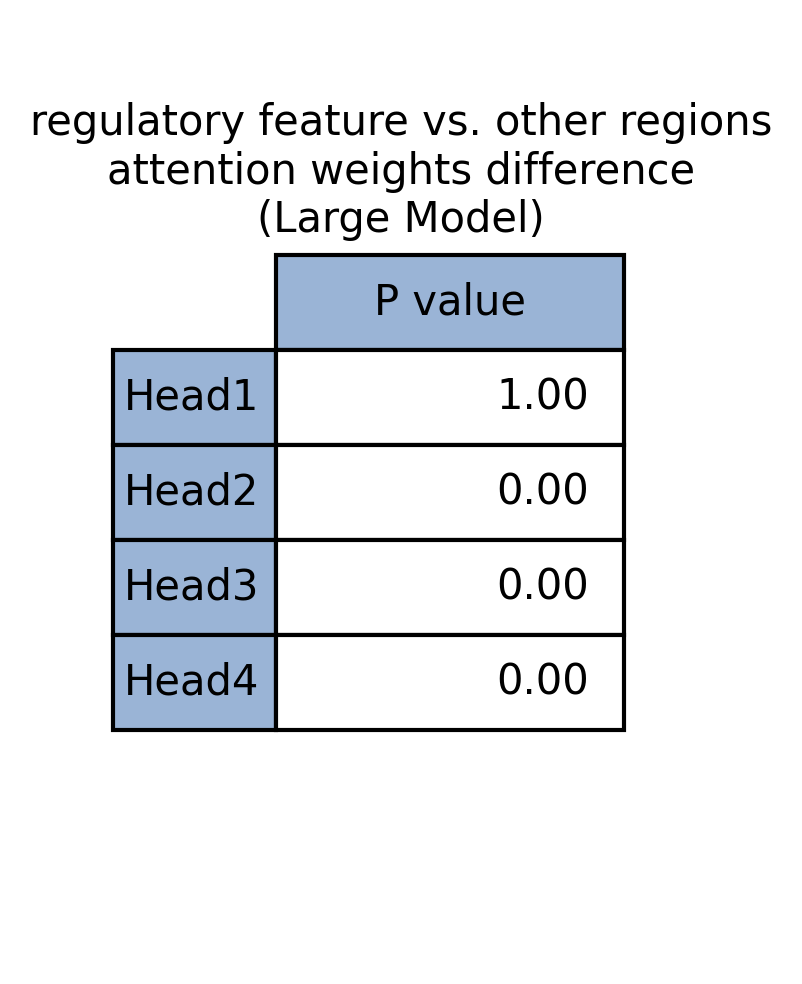 regulatory feature vs. other regions
attention weights difference
(Large Model)
P value
Head1 1.00
Head2 0.00
Head3 0.00
Head4 0.00